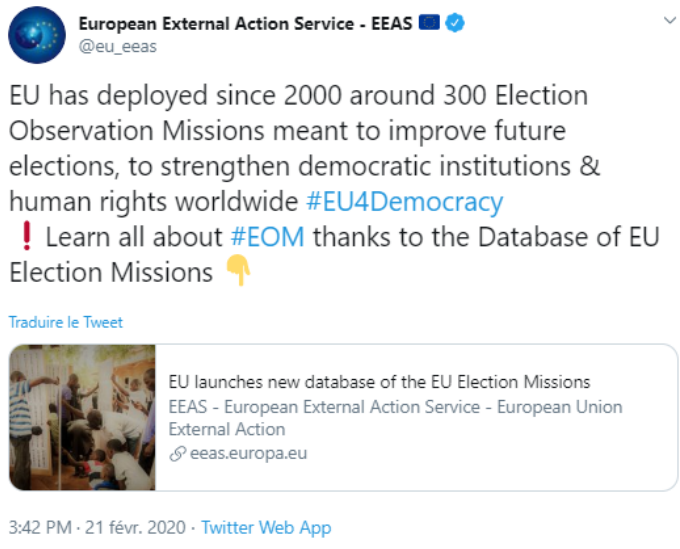 European External Action Service - EEAS 🇪🇺
@eu_eeas
EU has deployed since 2000 around 300 Election
Observation Missions meant to improve future
elections, to strengthen democratic institutions &
human rights worldwide #EU4Democracy
❗ Learn all about #EOM thanks to the Database of EU
Election Missions 👇
Traduire le Tweet
EU launches new database of the EU Election Missions
EEAS - European External Action Service - European Union
External Action
eeas.europa.eu
3:42 PM · 21 févr. 2020 · Twitter Web App